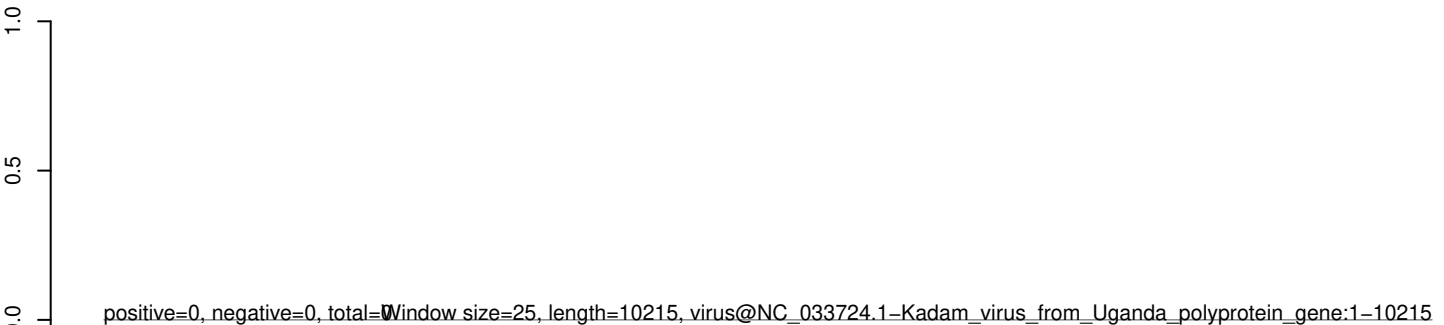 1.0
0.5
0.0
positive=0, negative=0, total=0
Window size=25, length=10215, virus@NC_033724.1−Kadam_virus_from_Uganda_polyprotein_gene:1−10215